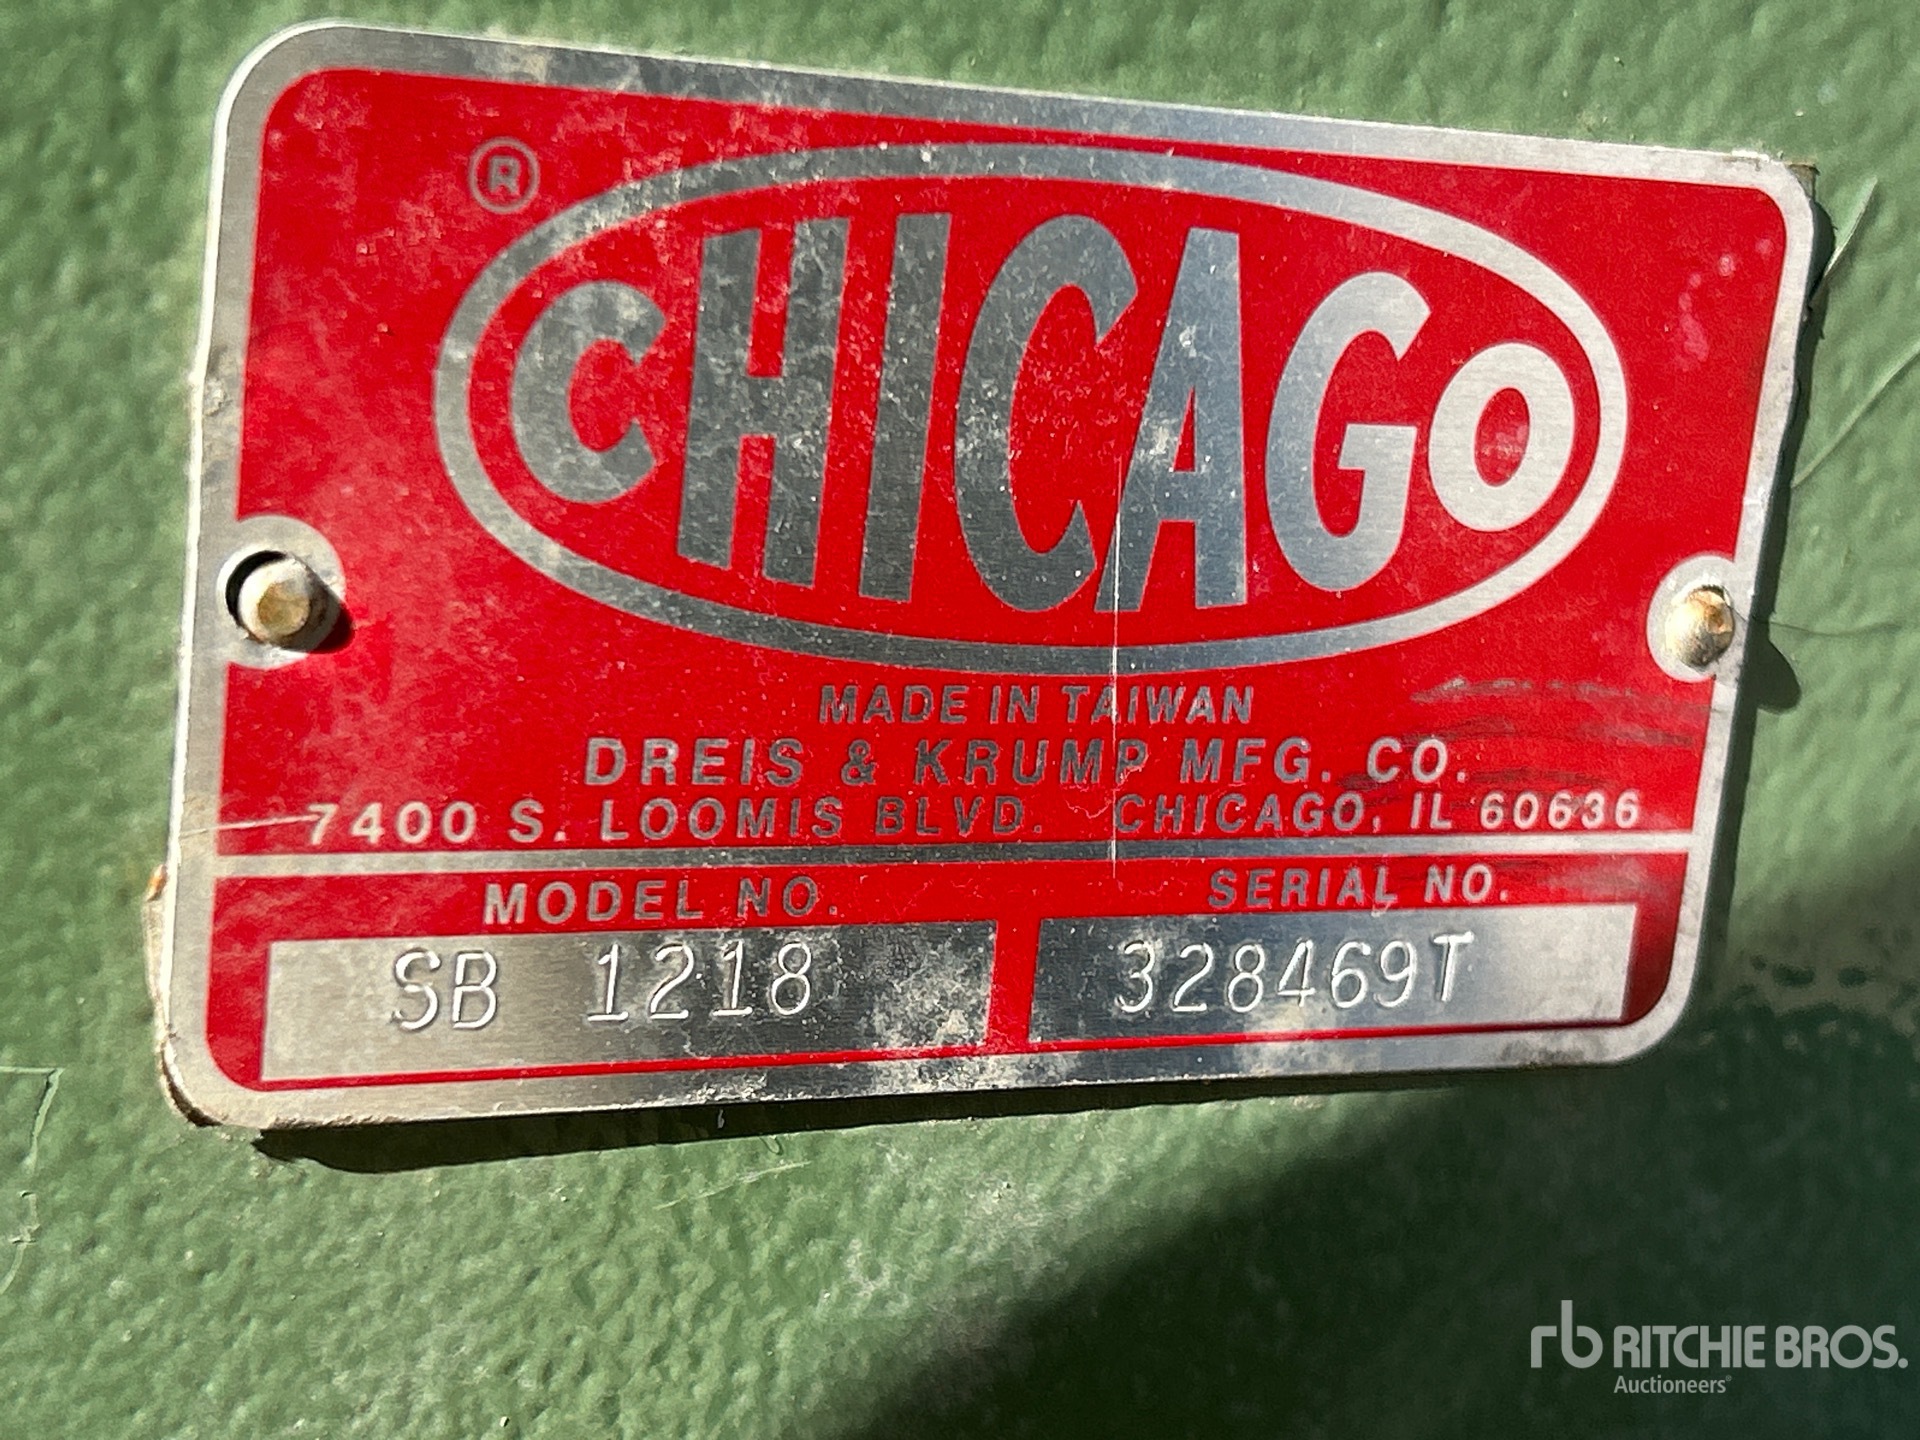 ®
CHICAGO
MADE IN TAIWAN
DREIS & KRUMP MFG. CO.
7400 S. LOOMIS BLVD. CHICAGO, IL 60636
MODEL NO. SERIAL NO.
SB 1218 328469T
rb RITCHIE BROS.
Auctioneers®